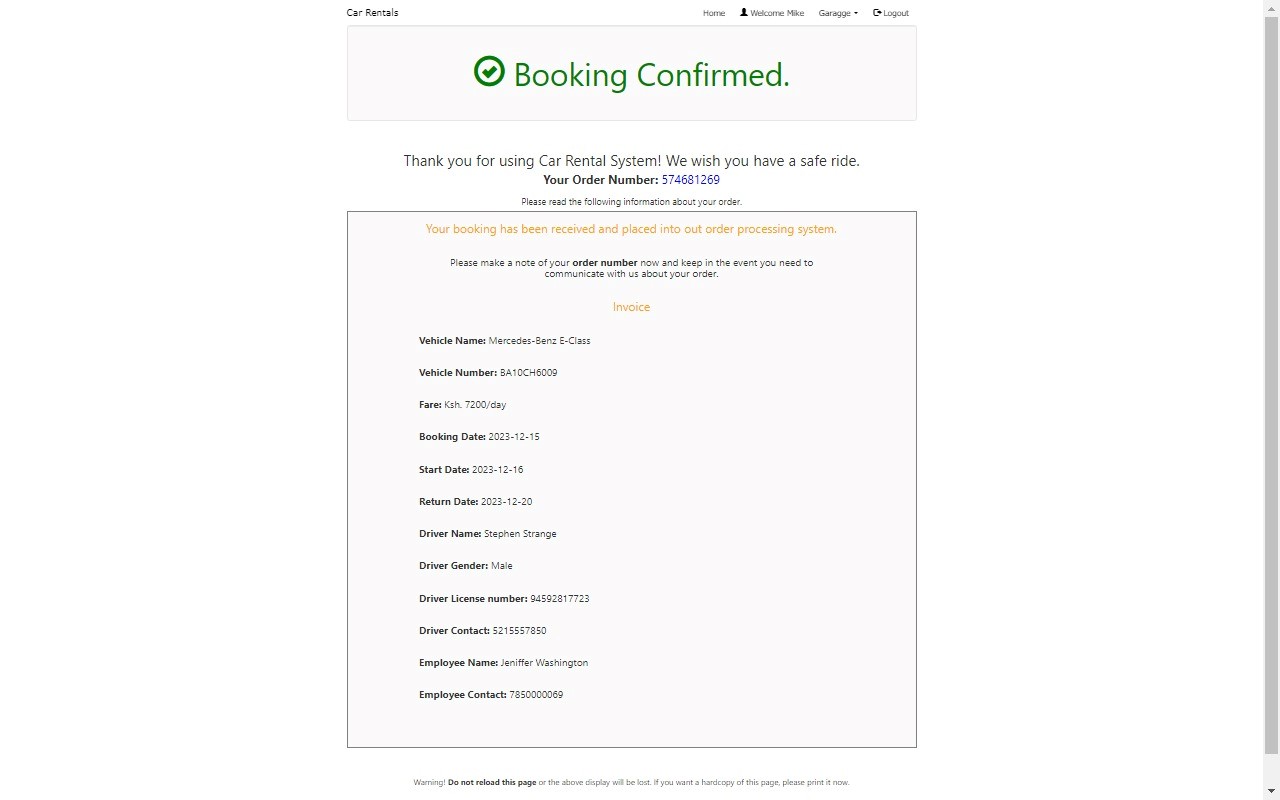 Car Rentals
Home Welcome Mike Garagge Logout
Booking Confirmed.
Thank you for using Car Rental System! We wish you have a safe ride.
Your Order Number: 574681269
Please read the following information about your order.
Your booking has been received and placed into out order processing system.
Please make a note of your order number now and keep in the event you need to
communicate with us about your order.
Invoice
Vehicle Name: Mercedes-Benz E-Class
Vehicle Number: BA10CH6009
Fare: Ksh. 7200/day
Booking Date: 2023-12-15
Start Date: 2023-12-16
Return Date: 2023-12-20
Driver Name: Stephen Strange
Driver Gender: Male
Driver License number: 94592817723
Driver Contact: 5215557850
Employee Name: Jeniffer Washington
Employee Contact: 7850000069
Warning! Do not reload this page or the above display will be lost. If you want a hardcopy of this page, please print it now.